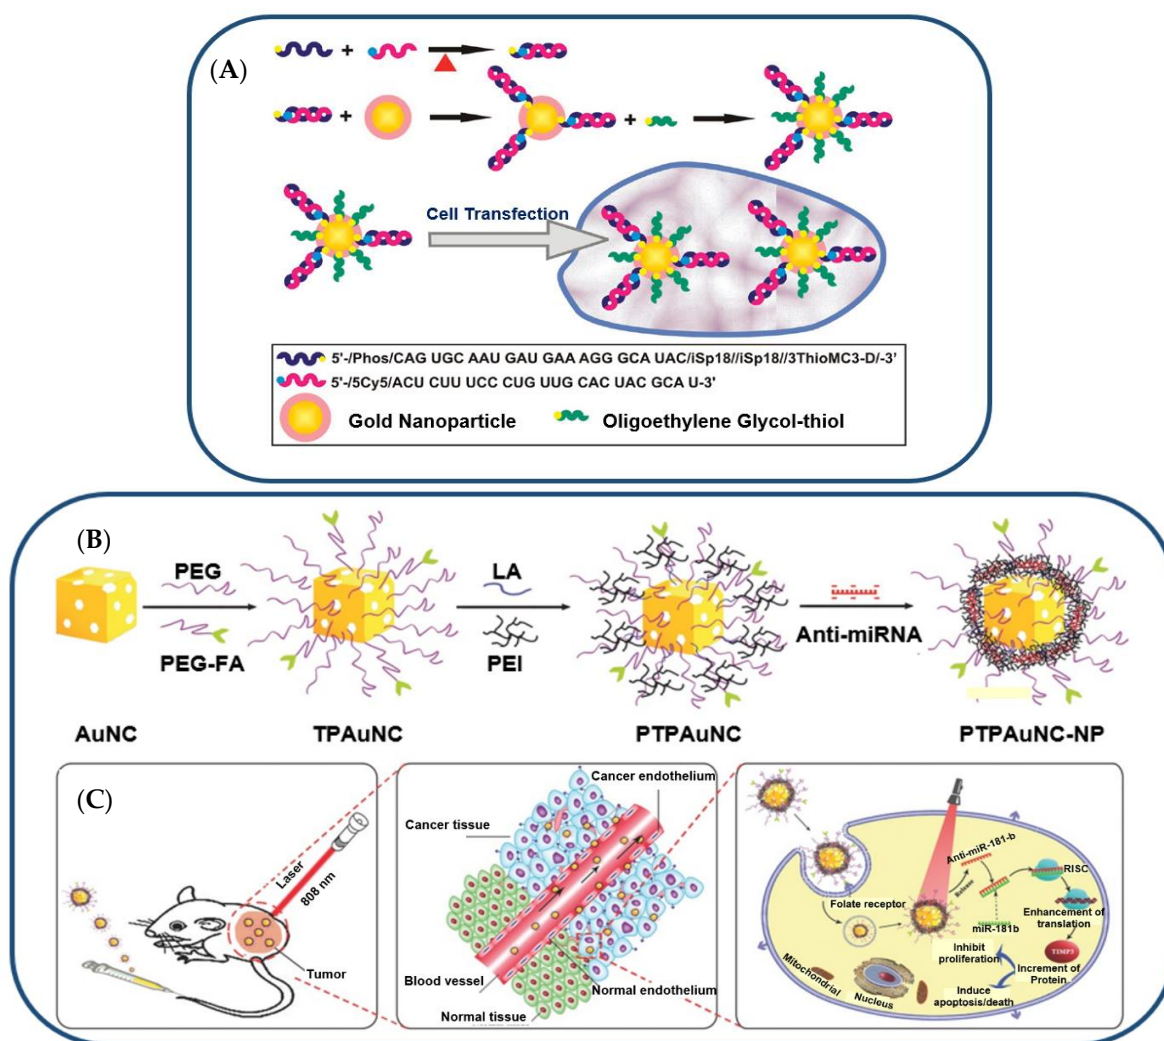 (A)
+
+
+
Cell Transfection
5'-/Phos/CAG UGC AAU GAU GAA AGG GCA UAC/iSp18//iSp18//3ThioMC3-D/-3'
5'-/5Cy5/ACU CUU UCC CUG UUG CAC UAC GCA U-3'
Gold Nanoparticle
Oligoethylene Glycol-thiol
(B)
PEG
PEG-FA
LA
PEI
Anti-miRNA
AuNC
TPAuNC
PTPAuNC
PTPAuNC-NP
(C)
Laser
808 nm
Tumor
Cancer endothelium
Cancer tissue
Blood vessel
Normal endothelium
Normal tissue
Anti-miR-181-b
Release
RISC
Folate receptor
miR-181b
Enhancement of
translation
TIMP3
Inhibit
proliferation
Increment of
Protein
Induce
apoptosis/death
Mitochondrial
Nucleus